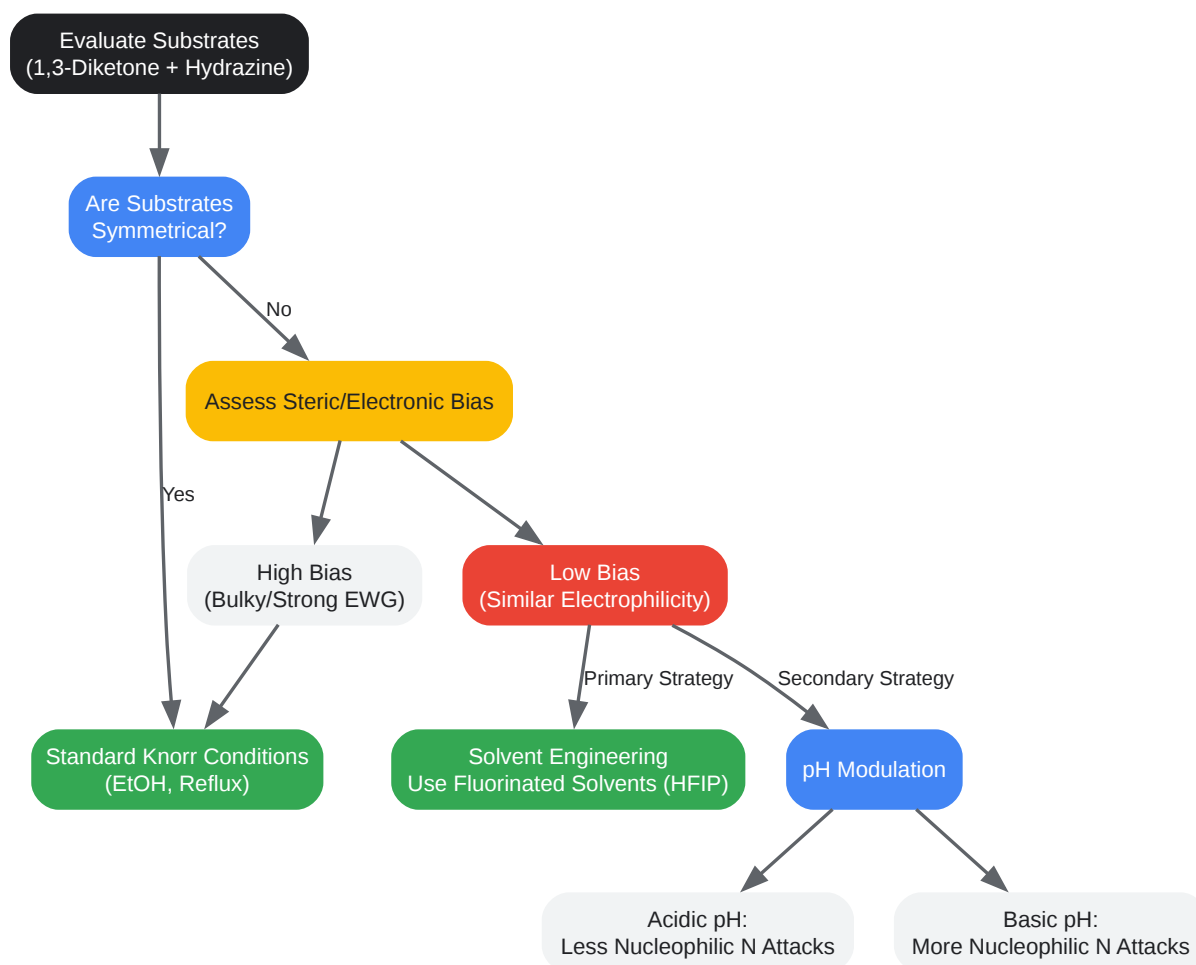 Evaluate Substrates
(1,3-Diketone + Hydrazine)
Are Substrates
Symmetrical?
No
Assess Steric/Electronic Bias
Yes
High Bias
(Bulky/Strong EWG)
Low Bias
(Similar Electrophilicity)
Primary Strategy
Secondary Strategy
Standard Knorr Conditions
(EtOH, Reflux)
Solvent Engineering
Use Fluorinated Solvents (HFIP)
pH Modulation
Acidic pH:
Less Nucleophilic N Attacks
Basic pH:
More Nucleophilic N Attacks